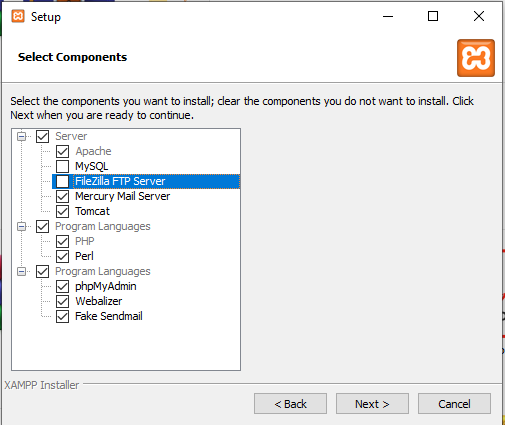 Setup
Select Components
Select the components you want to install; clear the components you do not want to install. Click
Next when you are ready to continue.
Server
Apache
MySQL
FileZilla FTP Server
Mercury Mail Server
Tomcat
Program Languages
PHP
Perl
Program Languages
phpMyAdmin
Webalizer
Fake Sendmail
XAMPP Installer
< Back
Next >
Cancel